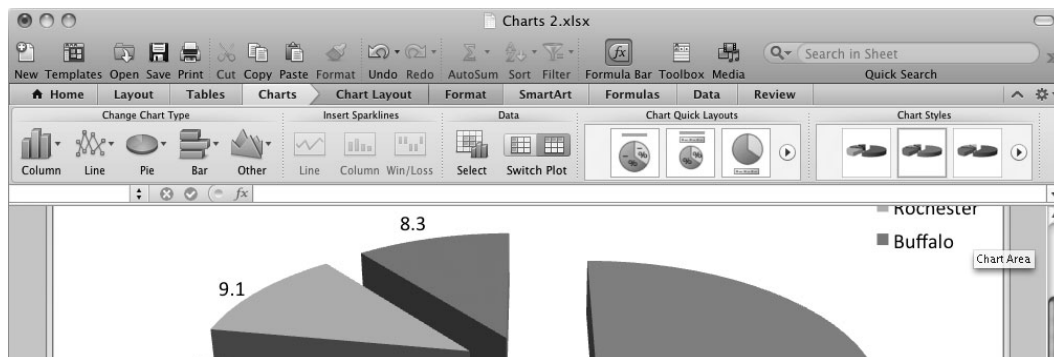 Charts 2.xlsx
New Templates Open Save Print Cut Copy Paste Format Undo Redo AutoSum Sort Filter Formula Bar Toolbox Media
Search in Sheet
Quick Search
Home Layout Tables Charts Chart Layout Format SmartArt Formulas Data Review
Change Chart Type Insert Sparklines Data Chart Quick Layouts Chart Styles
Column Line Pie Bar Other Line Column Win/Loss Select Switch Plot
fx
Rochester
8.3
Buffalo
Chart Area
9.1